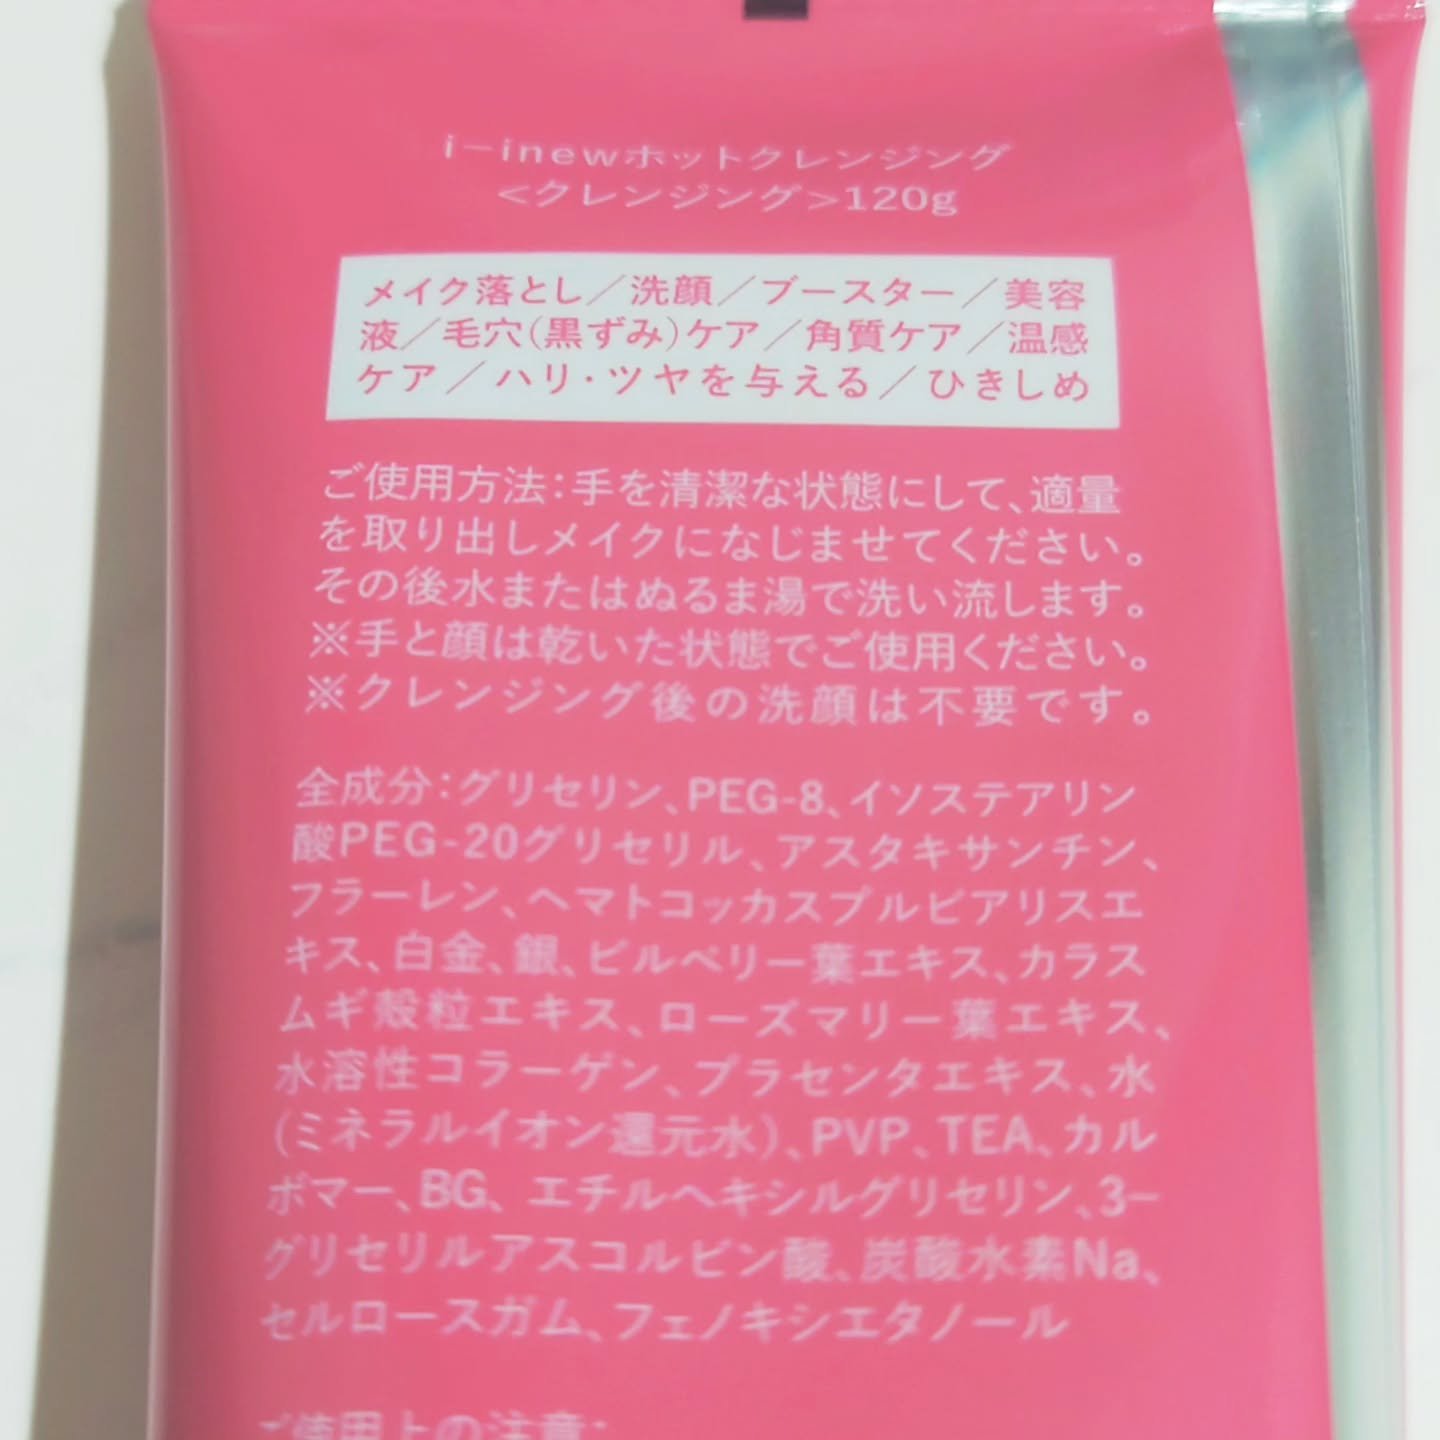 i−inewホットクレンジング
<クレンジング>120g
メイク落とし／洗顔／ブースター／美容
液／毛穴(黒ずみ)ケア／角質ケア／温感
ケア／ハリ・ツヤを与える／ひきしめ
ご使用方法：手を清潔な状態にして、適量
を取り出しメイクになじませてください。
その後水またはぬるま湯で洗い流します。
※手と顔は乾いた状態でご使用ください。
※クレンジング後の洗顔は不要です。
全成分：グリセリン、PEG-8、イソステアリン
酸PEG-20グリセリル、アスタキサンチン、
フラーレン、ヘマトコッカスプルビアリスエ
キス、白金、銀、ビルベリー葉エキス、カラス
ムギ殻粒エキス、ローズマリー葉エキス、
水溶性コラーゲン、プラセンタエキス、水
(ミネラルイオン還元水)、PVP、TEA、カル
ボマー、BG、エチルヘキシルグリセリン、3−
グリセリルアスコルビン酸、炭酸水素Na、
セルロースガム、フェノキシエタノール
ご使用上の注意：